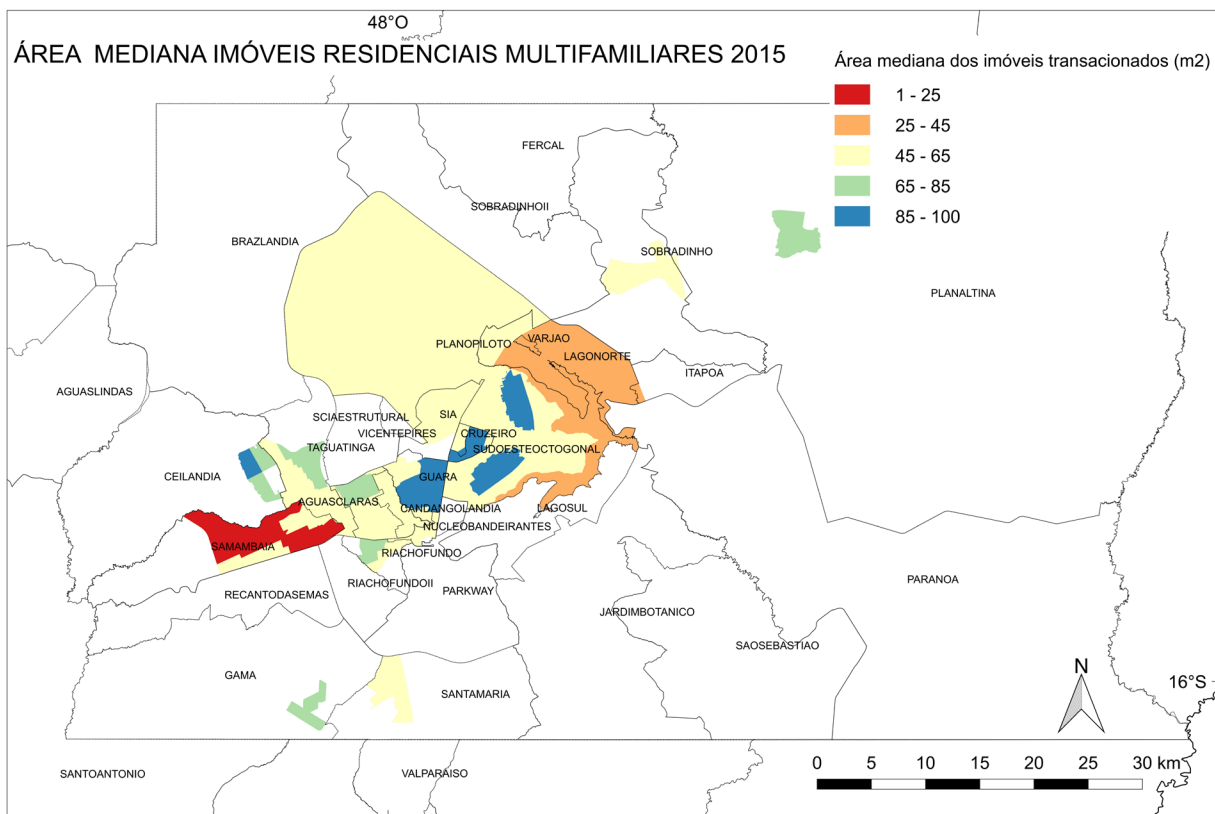 48°O
ÁREA  MEDIANA IMÓVEIS RESIDENCIAIS MULTIFAMILIARES 2015
Área mediana dos imóveis transacionados (m2)
1 - 25
25 - 45
45 - 65
65 - 85
85 - 100
FERCAL
SOBRADINHOII
BRAZLANDIA
SOBRADINHO
PLANALTINA
PLANOPILOTO
VARJAO
LAGONORTE
ITAPOA
AGUASLINDAS
SCIAESTRUTURAL
SIA
VICENTEPIRES
CRUZEIRO
TAGUATINGA
SUDOESTEOCTOGONAL
CEILANDIA
GUARA
AGUASCLARAS
CANDANGOLANDIA
LAGOSUL
NUCLEOBANDEIRANTES
SAMAMBAIA
RIACHOFUNDO
RIACHOFUNDOII
PARANOA
RECANTODASEMAS
PARKWAY
JARDIMBOTANICO
SAOSEBASTIAO
GAMA
SANTAMARIA
N
16°S
SANTOANTONIO
VALPARAISO
0 5 10 15 20 25 30 km